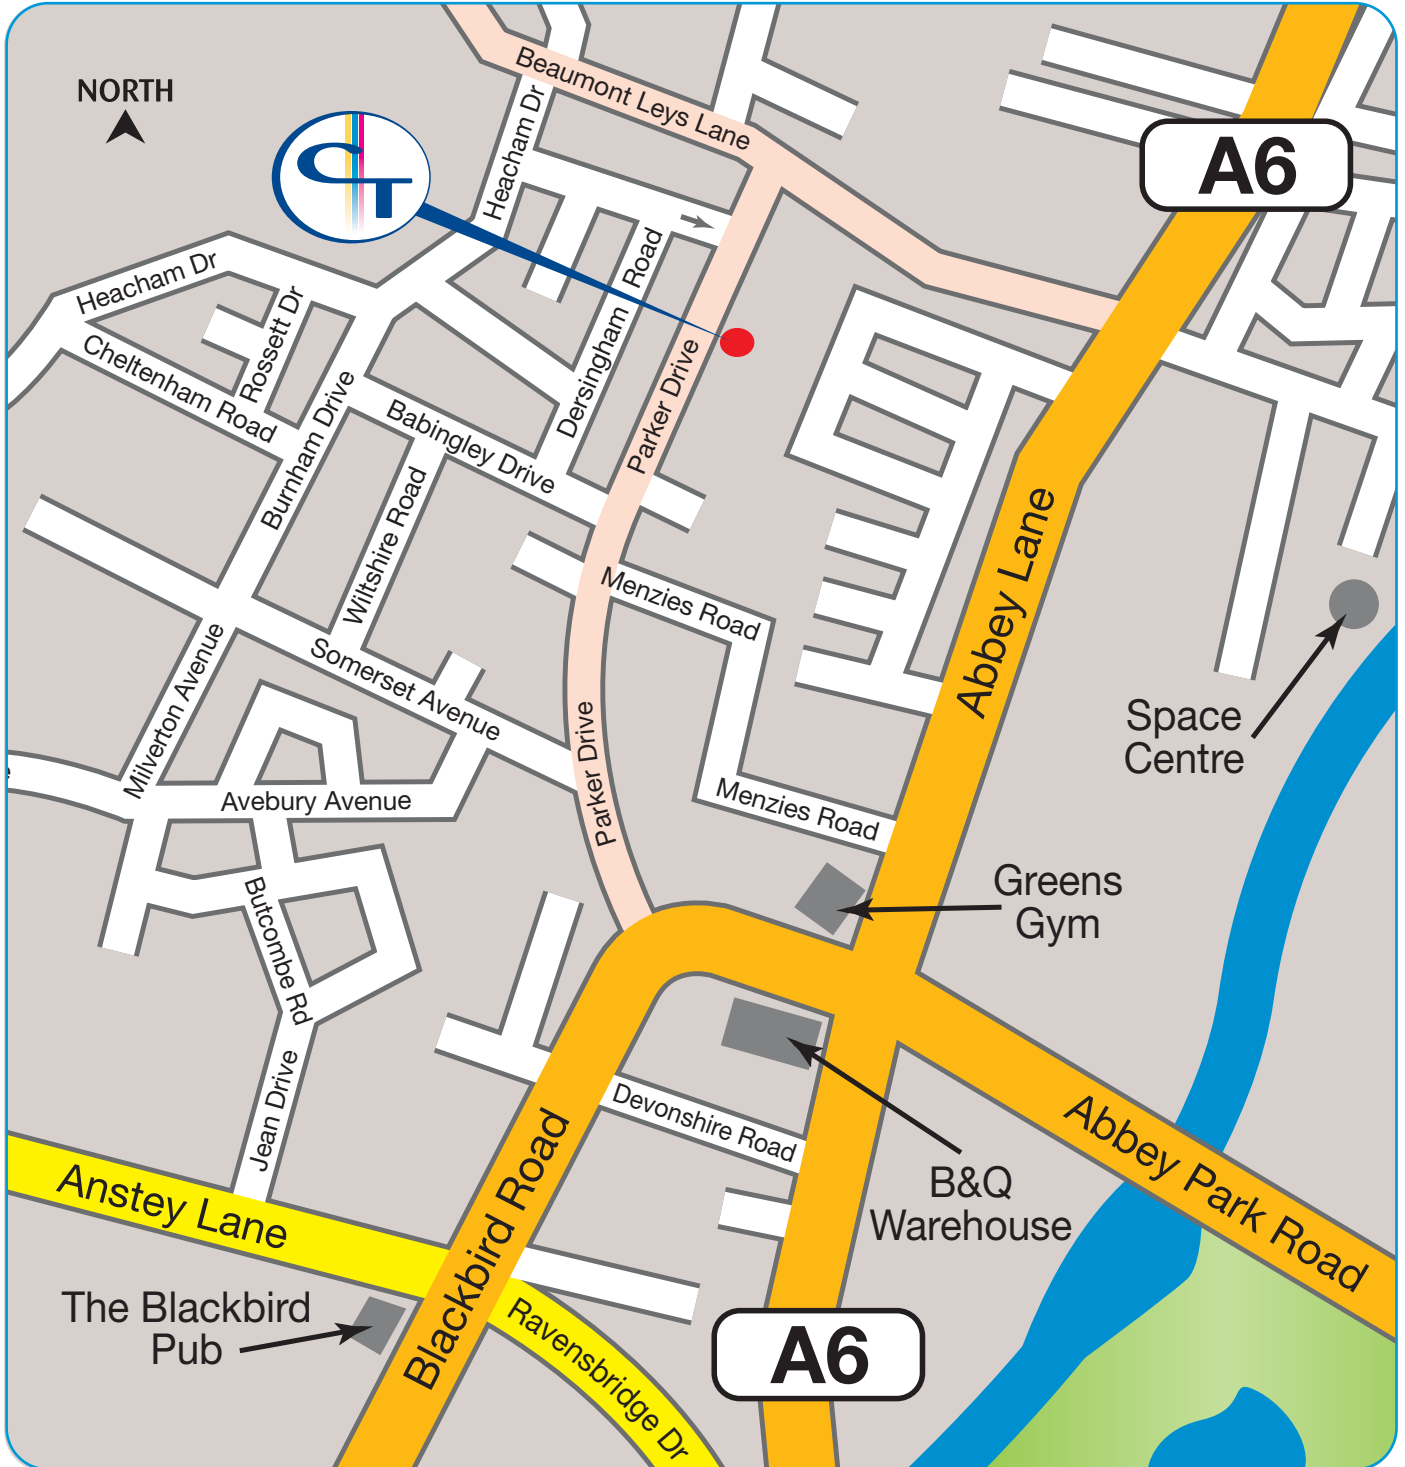 NORTH
Beaumont Leys Lane
Heacham Dr
A6
CT
Heacham Dr
Dersingham Road
Rossett Dr
Cheltenham Road
Parker Drive
Burnham Drive
Babingley Drive
Wiltshire Road
Abbey Lane
Menzies Road
Milverton Avenue
Somerset Avenue
Space
Centre
Parker Drive
Avebury Avenue
Menzies Road
Greens
Gym
Butcombe Rd
Jean Drive
Devonshire Road
Abbey Park Road
Blackbird Road
B&Q
Warehouse
Anstey Lane
The Blackbird
Pub
Ravensbridge Dr
A6